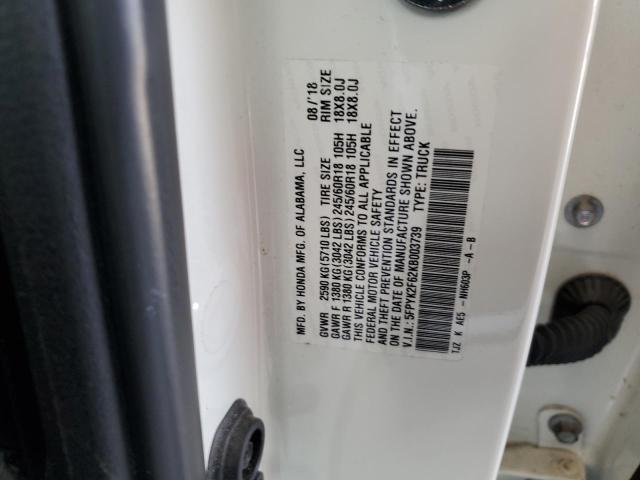 MFD. BY HONDA MFG. OF ALABAMA, LLC 08/'18
GVWR 2590 KG(5710 LBS) TIRE SIZE RIM SIZE
GAWR F 1380 KG(3042 LBS) 245/60R18 105H 18X8.0J
GAWR R 1380 KG(3042 LBS) 245/60R18 105H 18X8.0J
THIS VEHICLE CONFORMS TO ALL APPLICABLE
FEDERAL MOTOR VEHICLE SAFETY
AND THEFT PREVENTION STANDARDS IN EFFECT
ON THE DATE OF MANUFACTURE SHOWN ABOVE.
V.I.N.: 5FPYK2F62KB003739 TYPE: TRUCK
TJZ K AE5 -NH603P -A -B